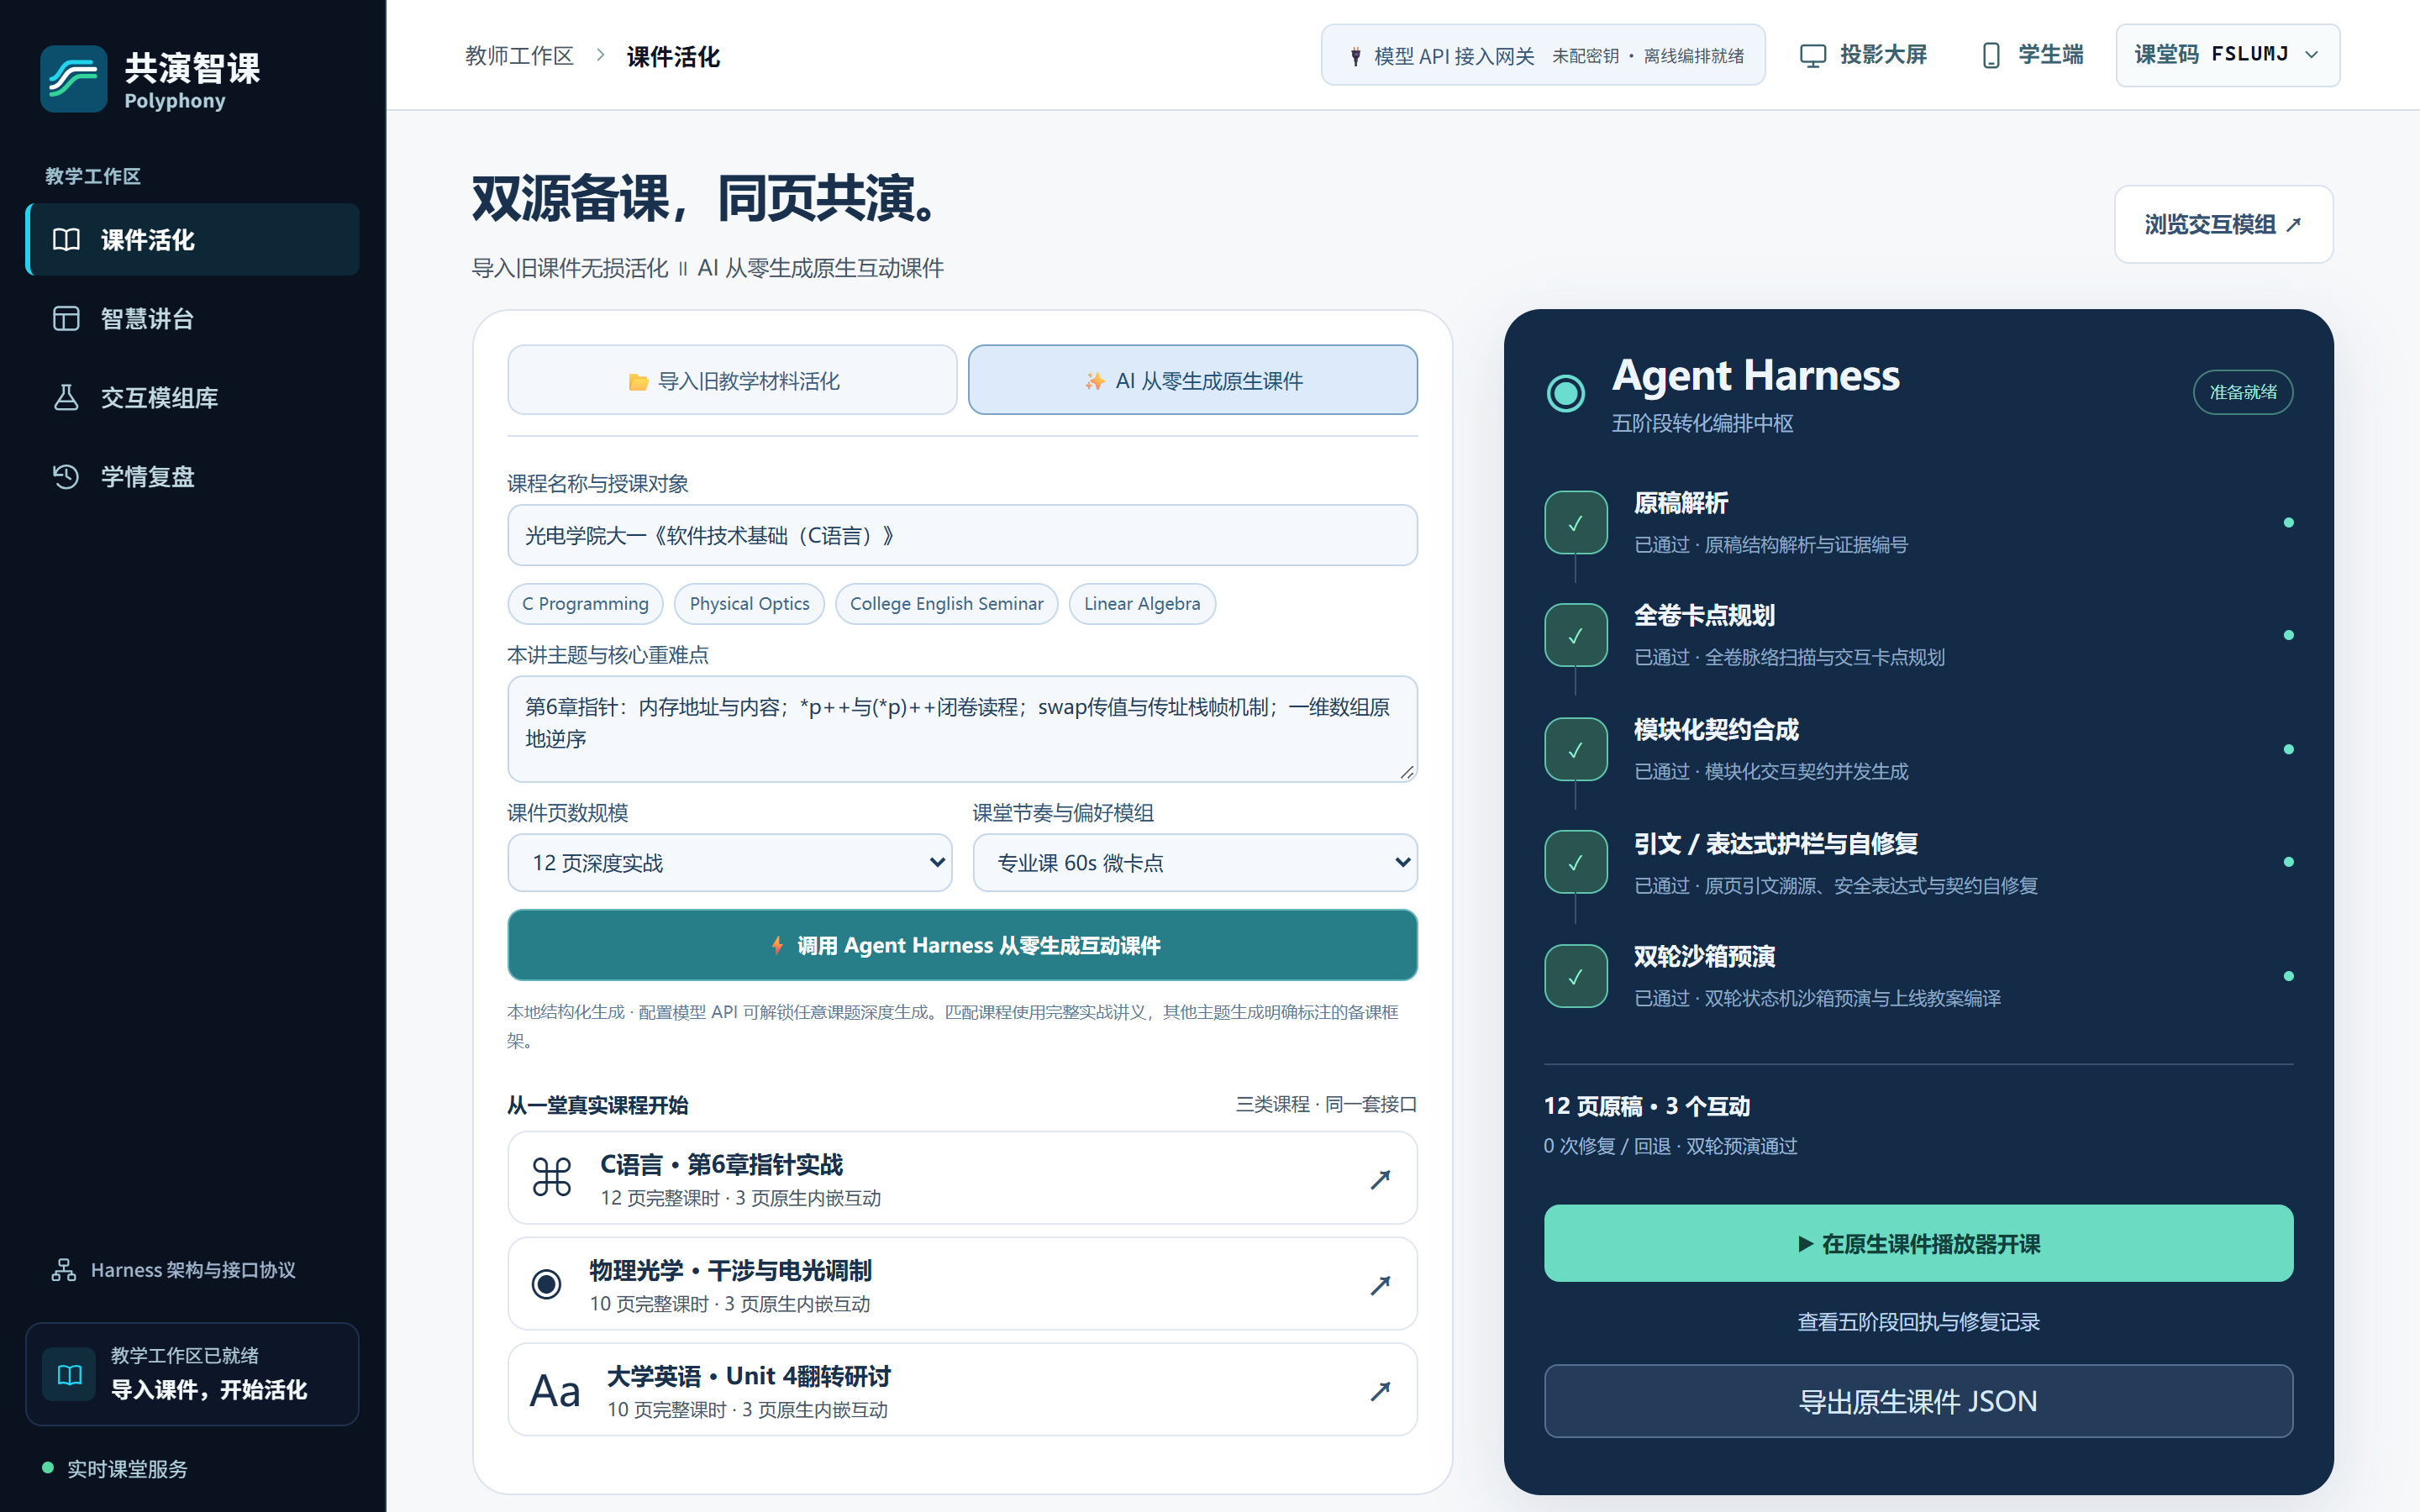 共演智课
Polyphony
教学工作区
课件活化
智慧讲台
交互模组库
学情复盘
Harness 架构与接口协议
教学工作区已就绪
导入课件，开始活化
实时课堂服务
教师工作区
课件活化
模型 API 接入网关 未配密钥 · 离线编排就绪
投影大屏
学生端
课堂码 FSLUMJ
双源备课，同页共演。
导入旧课件无损活化 || AI 从零生成原生互动课件
浏览交互模组 ↗
导入旧教学材料活化
AI 从零生成原生课件
课程名称与授课对象
光电学院大一《软件技术基础（C语言）》
C Programming
Physical Optics
College English Seminar
Linear Algebra
本讲主题与核心重难点
第6章指针：内存地址与内容；*p++与(*p)++闭卷读程；swap传值与传址栈帧机制；一维数组原
地逆序
课件页数规模
课堂节奏与偏好模组
12 页深度实战
专业课 60s 微卡点
调用 Agent Harness 从零生成互动课件
本地结构化生成 · 配置模型 API 可解锁任意课题深度生成。匹配课程使用完整实战讲义，其他主题生成明确标注的备课框
架。
从一堂真实课程开始
三类课程 · 同一套接口
C语言 · 第6章指针实战
12 页完整课时 · 3 页原生内嵌互动
物理光学 · 干涉与电光调制
10 页完整课时 · 3 页原生内嵌互动
Aa
大学英语 · Unit 4翻转研讨
10 页完整课时 · 3 页原生内嵌互动
Agent Harness
五阶段转化编排中枢
准备就绪
原稿解析
已通过 · 原稿结构解析与证据编号
全卷卡点规划
已通过 · 全卷脉络扫描与交互卡点规划
模块化契约合成
已通过 · 模块化交互契约并发生成
引文 / 表达式护栏与自修复
已通过 · 原页引文溯源、安全表达式与契约自修复
双轮沙箱预演
已通过 · 双轮状态机沙箱预演与上线教案编译
12 页原稿 · 3 个互动
0 次修复 / 回退 · 双轮预演通过
▶ 在原生课件播放器开课
查看五阶段回执与修复记录
导出原生课件 JSON